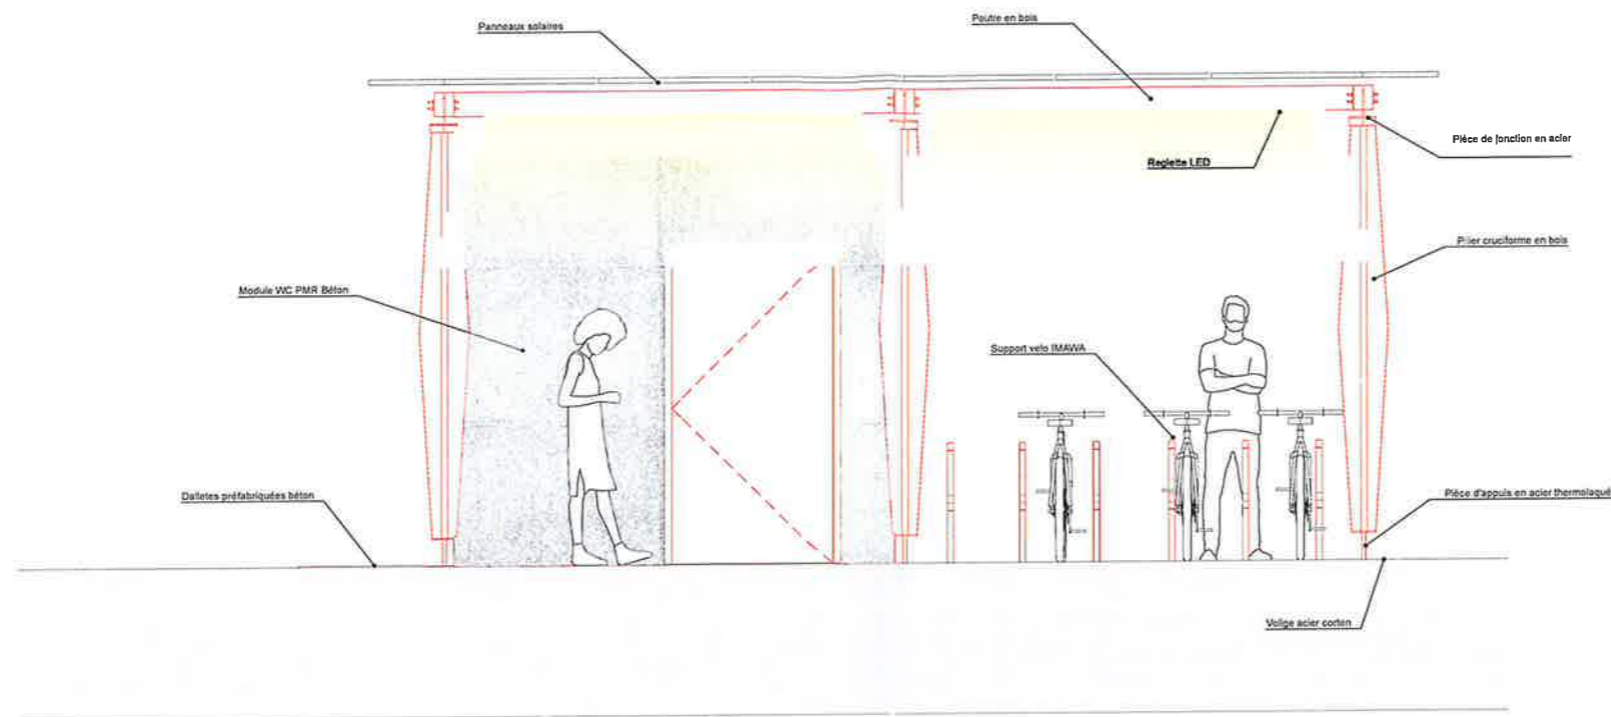 Panneaux solaires
Poutre en bois
Pièce de jonction en acier
Reglette LED
Pilier cruciforme en bois
Module WC PMR Béton
Support velo IMAWA
Dalletes préfabriquées béton
Pièce d'appuis en acier thermolaqué
Volige acier corten